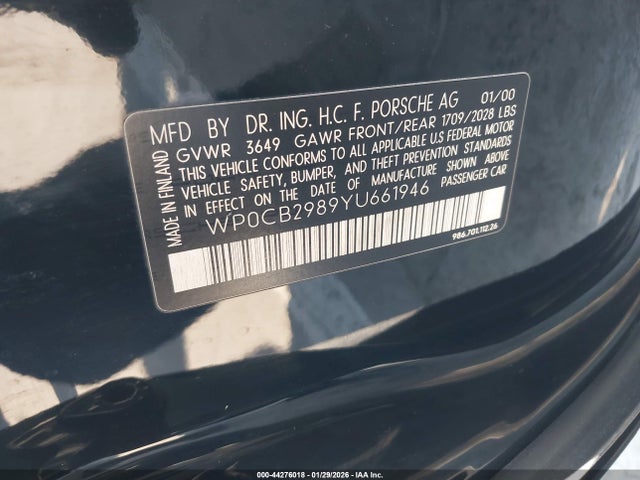 MFD BY DR. ING. H.C. F. PORSCHE AG 01/00
GVWR 3649 GAWR FRONT/REAR 1709/2028 LBS
THIS VEHICLE CONFORMS TO ALL APPLICABLE U.S FEDERAL MOTOR
VEHICLE SAFETY, BUMPER, AND THEFT PREVENTION STANDARDS
IN EFFECT ON THE DATE OF MANUFACTURE SHOWN ABOVE
WP0CB2989YU661946 PASSENGER CAR
MADE IN FINLAND
986.701.112.26
000-44276018 | 01/29/2026 - IAA Inc.